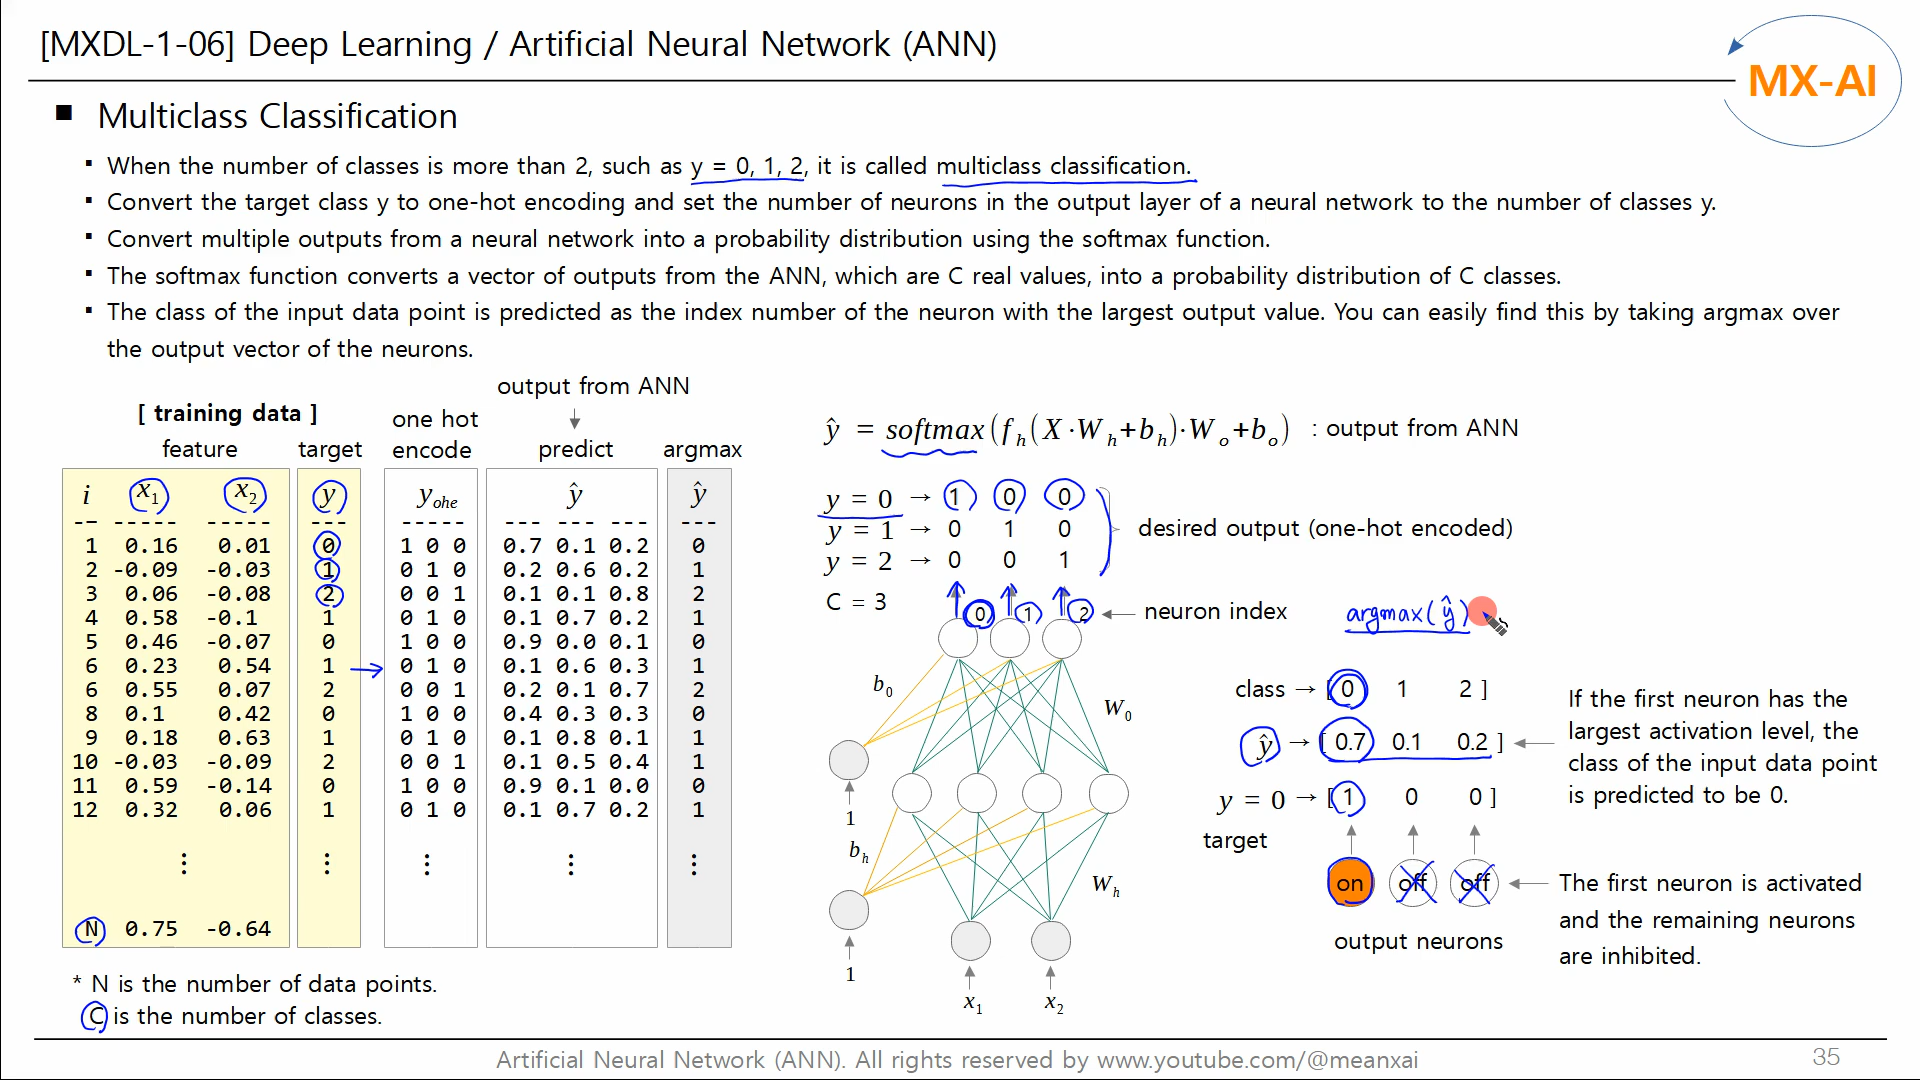 [MXDL-1-06] Deep Learning / Artificial Neural Network (ANN)
MX-AI
■ Multiclass Classification
▪ When the number of classes is more than 2, such as y = 0, 1, 2, it is called multiclass classification.
▪ Convert the target class y to one-hot encoding and set the number of neurons in the output layer of a neural network to the number of classes y.
▪ Convert multiple outputs from a neural network into a probability distribution using the softmax function.
▪ The softmax function converts a vector of outputs from the ANN, which are C real values, into a probability distribution of C classes.
▪ The class of the input data point is predicted as the index number of the neuron with the largest output value. You can easily find this by taking argmax over
the output vector of the neurons.
output from ANN
[ training data ]
feature target one hot encode predict argmax
i x1 x2 y yohe ŷ ŷ
-- ----- ----- --- ----- --- --- --- ---
1 0.16 0.01 0 1 0 0 0.7 0.1 0.2 0
2 -0.09 -0.03 1 0 1 0 0.2 0.6 0.2 1
3 0.06 -0.08 2 0 0 1 0.1 0.1 0.8 2
4 0.58 -0.1 1 0 1 0 0.1 0.7 0.2 1
5 0.46 -0.07 0 1 0 0 0.9 0.0 0.1 0
6 0.23 0.54 1 0 1 0 0.1 0.6 0.3 1
6 0.55 0.07 2 0 0 1 0.2 0.1 0.7 2
8 0.1 0.42 0 1 0 0 0.4 0.3 0.3 0
9 0.18 0.63 1 0 1 0 0.1 0.8 0.1 1
10 -0.03 -0.09 2 0 0 1 0.1 0.5 0.4 1
11 0.59 -0.14 0 1 0 0 0.9 0.1 0.0 0
12 0.32 0.06 1 0 1 0 0.1 0.7 0.2 1
⋮ ⋮ ⋮ ⋮ ⋮
N 0.75 -0.64
* N is the number of data points.
C is the number of classes.
ŷ = softmax(fh(X·Wh+bh)·Wo+bo) : output from ANN
y = 0 → 1 0 0
y = 1 → 0 1 0
y = 2 → 0 0 1
desired output (one-hot encoded)
C = 3
0 1 2 ← neuron index
b0
W0
1
bh
Wh
1
x1 x2
argmax(ŷ)
class → [ 0 1 2 ]
ŷ → [ 0.7 0.1 0.2 ]
y = 0 → [ 1 0 0 ]
target
on off off
output neurons
If the first neuron has the
largest activation level, the
class of the input data point
is predicted to be 0.
The first neuron is activated
and the remaining neurons
are inhibited.
Artificial Neural Network (ANN). All rights reserved by www.youtube.com/@meanxai
35